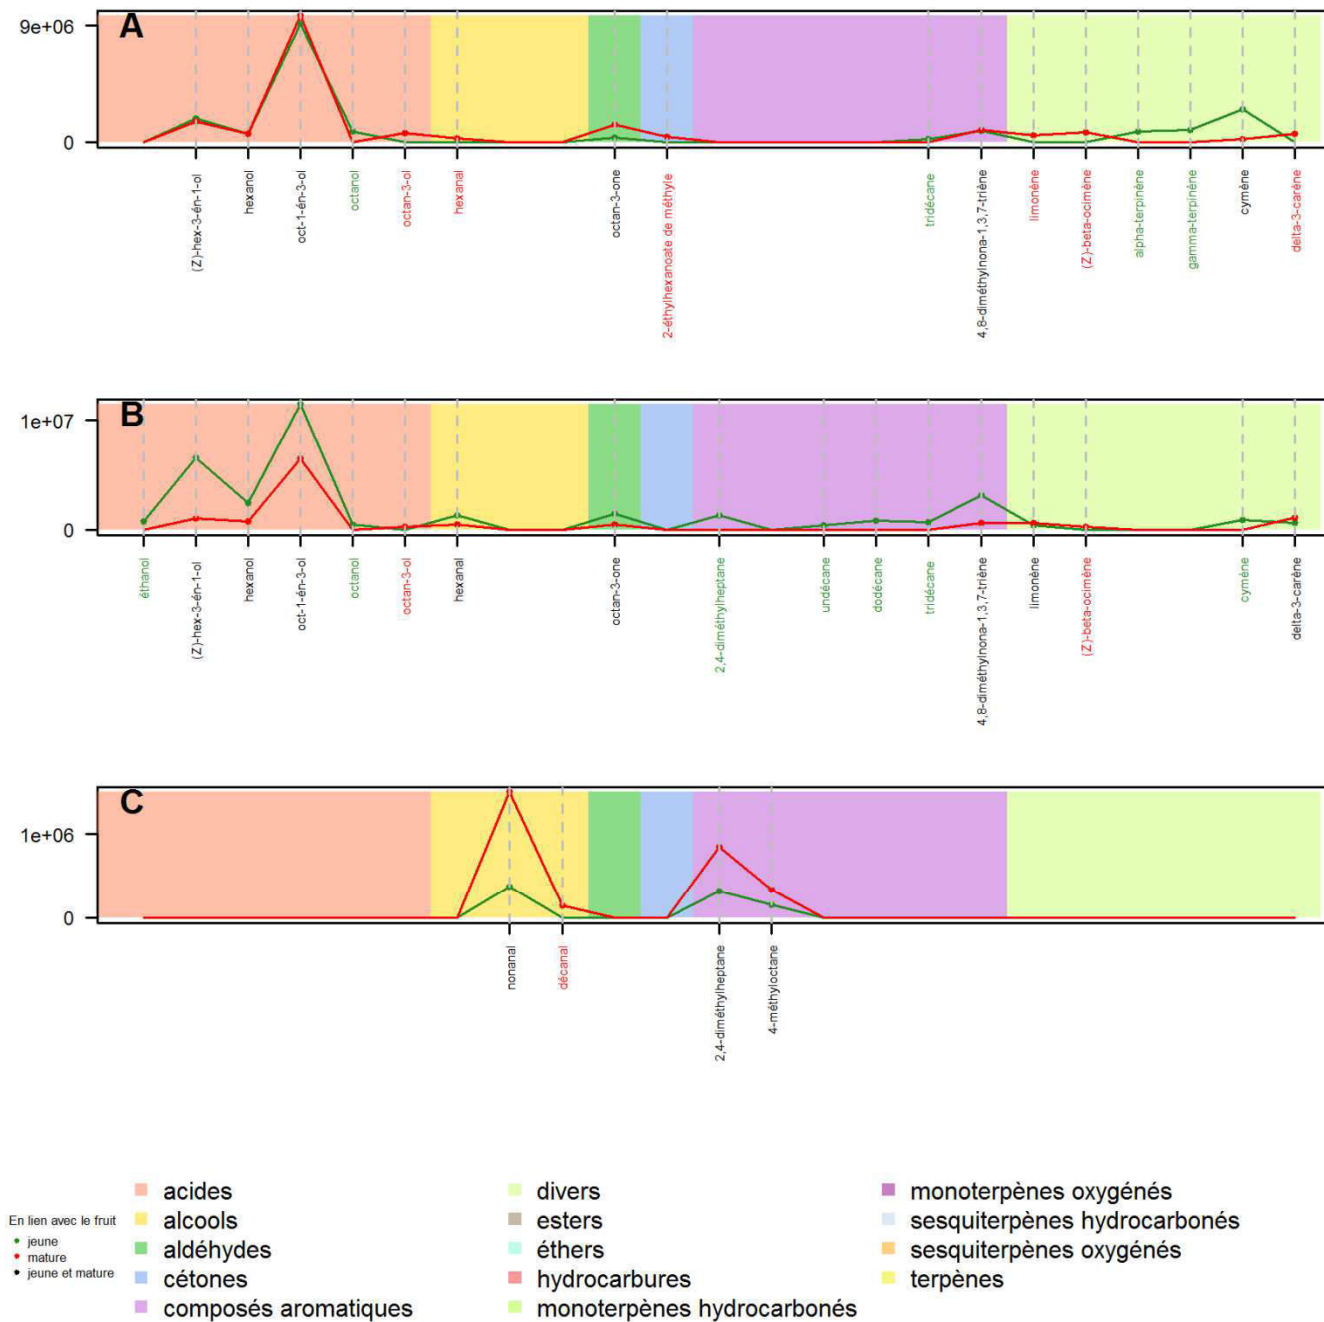 A
9e+06
0
(Z)-hex-3-én-1-ol
hexanol
oct-1-én-3-ol
octanol
octan-3-ol
hexanal
octan-3-one
2-éthylhexanoate de méthyle
tridécane
4,8-diméthylnona-1,3,7-triène
limonène
(Z)-beta-ocimène
alpha-terpinène
gamma-terpinène
cymène
delta-3-carène
B
1e+07
0
éthanol
(Z)-hex-3-én-1-ol
hexanol
oct-1-én-3-ol
octanol
octan-3-ol
hexanal
octan-3-one
2,4-diméthylheptane
undécane
dodécane
tridécane
4,8-diméthylnona-1,3,7-triène
limonène
(Z)-beta-ocimène
cymène
delta-3-carène
C
1e+06
0
nonanal
décanal
2,4-diméthylheptane
4-méthyloctane
En lien avec le fruit
jeune
mature
jeune et mature
acides
alcools
aldéhydes
cétones
composés aromatiques
divers
esters
éthers
hydrocarbures
monoterpènes hydrocarbonés
monoterpènes oxygénés
sesquiterpènes hydrocarbonés
sesquiterpènes oxygénés
terpènes